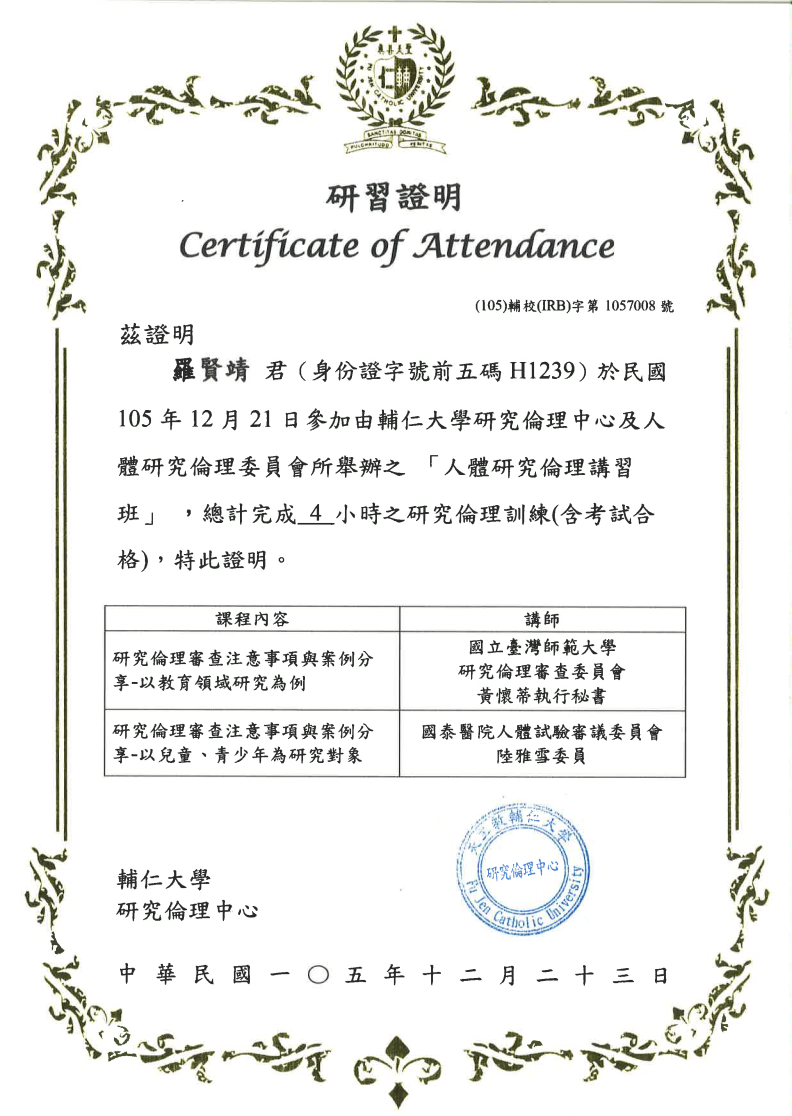 聖天主真
仁 輔
FU JEN CATHOLIC UNIVERSITY
SANCTITAS BONITAS
PULCHRITUDO VERITAS
研習證明
Certificate of Attendance
(105)輔校(IRB)字第 1057008 號
茲證明
羅賢靖 君（身份證字號前五碼 H1239）於民國
105 年 12 月 21 日參加由輔仁大學研究倫理中心及人
體研究倫理委員會所舉辦之 「人體研究倫理講習
班」 ，總計完成 4 小時之研究倫理訓練(含考試合
格)，特此證明。
課程內容
講師
研究倫理審查注意事項與案例分
享-以教育領域研究為例
國立臺灣師範大學
研究倫理審查委員會
黃懷蒂執行秘書
研究倫理審查注意事項與案例分
享-以兒童、青少年為研究對象
國泰醫院人體試驗審議委員會
陸雅雪委員
天主教輔仁大學
研究倫理中心
Fu Jen Catholic University
輔仁大學
研究倫理中心
中華民國一○五年十二月二十三日